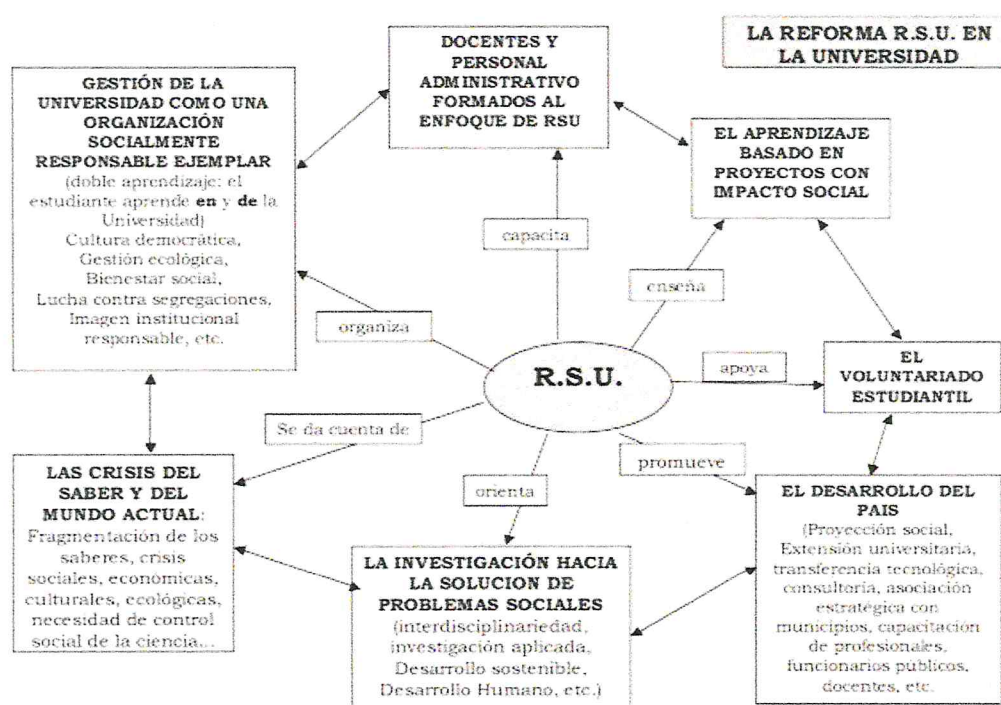 LA REFORMA R.S.U. EN
LA UNIVERSIDAD
DOCENTES Y
PERSONAL
ADMINISTRATIVO
FORMADOS AL
ENFOQUE DE RSU
GESTIÓN DE LA
UNIVERSIDAD COMO UNA
ORGANIZACIÓN
SOCIALMENTE
RESPONSABLE EJEMPLAR
(doble aprendizaje: el
estudiante aprende en y de la
Universidad)
Cultura democrática,
Gestión ecológica,
Bienestar social,
Lucha contra segregaciones,
Imagen institucional
responsable, etc.
EL APRENDIZAJE
BASADO EN
PROYECTOS CON
IMPACTO SOCIAL
capacita
enseña
organiza
R.S.U.
apoya
EL
VOLUNTARIADO
ESTUDIANTIL
Se da cuenta de
promueve
orienta
LAS CRISIS DEL
SABER Y DEL
MUNDO ACTUAL:
Fragmentación de los
saberes, crisis
sociales, económicas,
culturales, ecológicas,
necesidad de control
social de la ciencia...
LA INVESTIGACIÓN HACIA
LA SOLUCION DE
PROBLEMAS SOCIALES
(interdisciplinariedad,
investigación aplicada,
Desarrollo sostenible,
Desarrollo Humano, etc.)
EL DESARROLLO DEL
PAIS
(Proyección social,
Extensión universitaria,
transferencia tecnológica,
consultoría, asociación
estratégica con
municipios, capacitación
de profesionales,
funcionarios públicos,
docentes, etc.